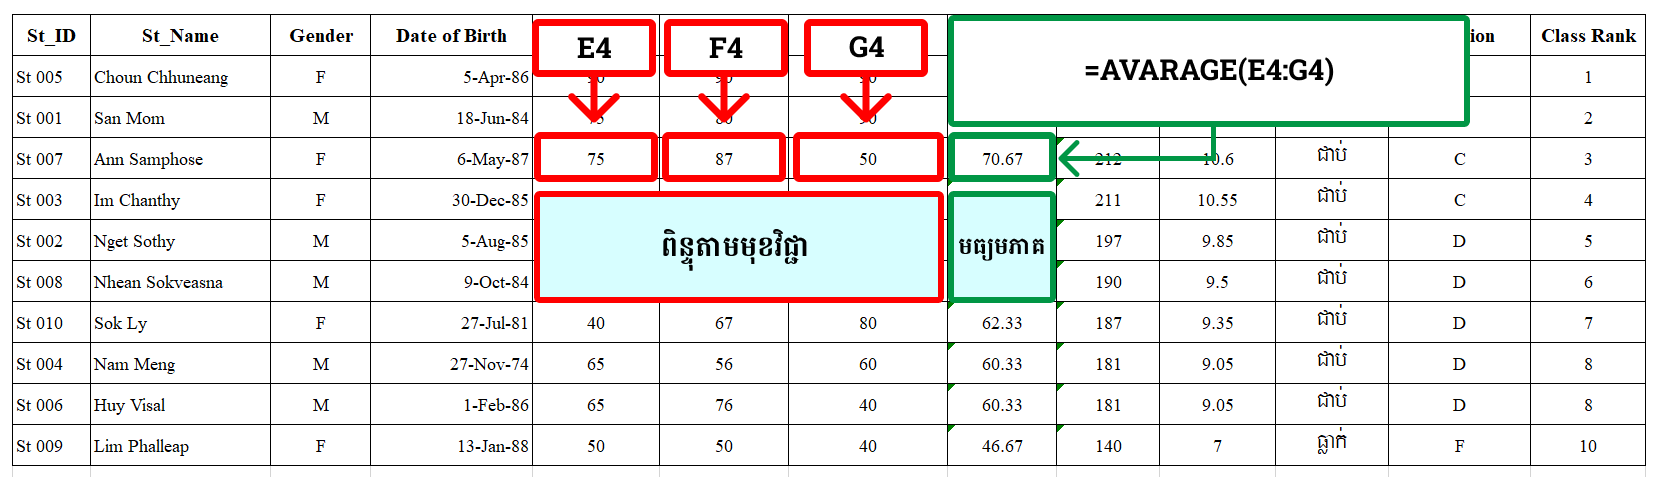 St_ID St_Name Gender Date of Birth E4 F4 G4 =AVARAGE(E4:G4) Class Rank
St 005 Choun Chhuneang F 5-Apr-86 1
St 001 San Mom M 18-Jun-84 2
St 007 Ann Samphose F 6-May-87 75 87 50 70.67 212 10.6 ជាប់ C 3
St 003 Im Chanthy F 30-Dec-85 211 10.55 ជាប់ C 4
St 002 Nget Sothy M 5-Aug-85 ពិន្ទុតាមមុខវិជ្ជា មធ្យមភាគ 197 9.85 ជាប់ D 5
St 008 Nhean Sokveasna M 9-Oct-84 190 9.5 ជាប់ D 6
St 010 Sok Ly F 27-Jul-81 40 67 80 62.33 187 9.35 ជាប់ D 7
St 004 Nam Meng M 27-Nov-74 65 56 60 60.33 181 9.05 ជាប់ D 8
St 006 Huy Visal M 1-Feb-86 65 76 40 60.33 181 9.05 ជាប់ D 8
St 009 Lim Phalleap F 13-Jan-88 50 50 40 46.67 140 7 ធ្លាក់ F 10